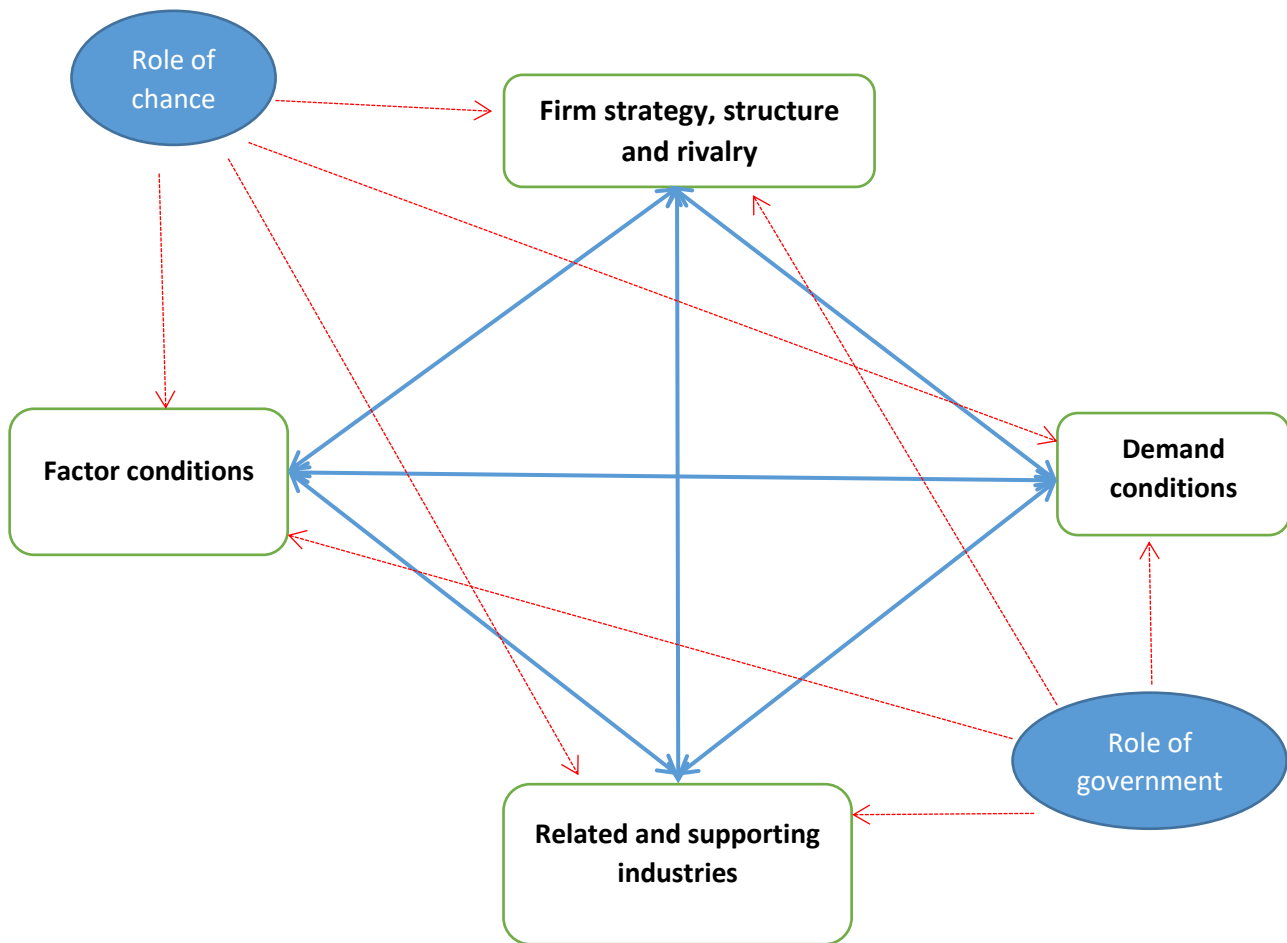 Role of
chance
Firm strategy, structure
and rivalry
Factor conditions
Demand
conditions
Role of
government
Related and supporting
industries